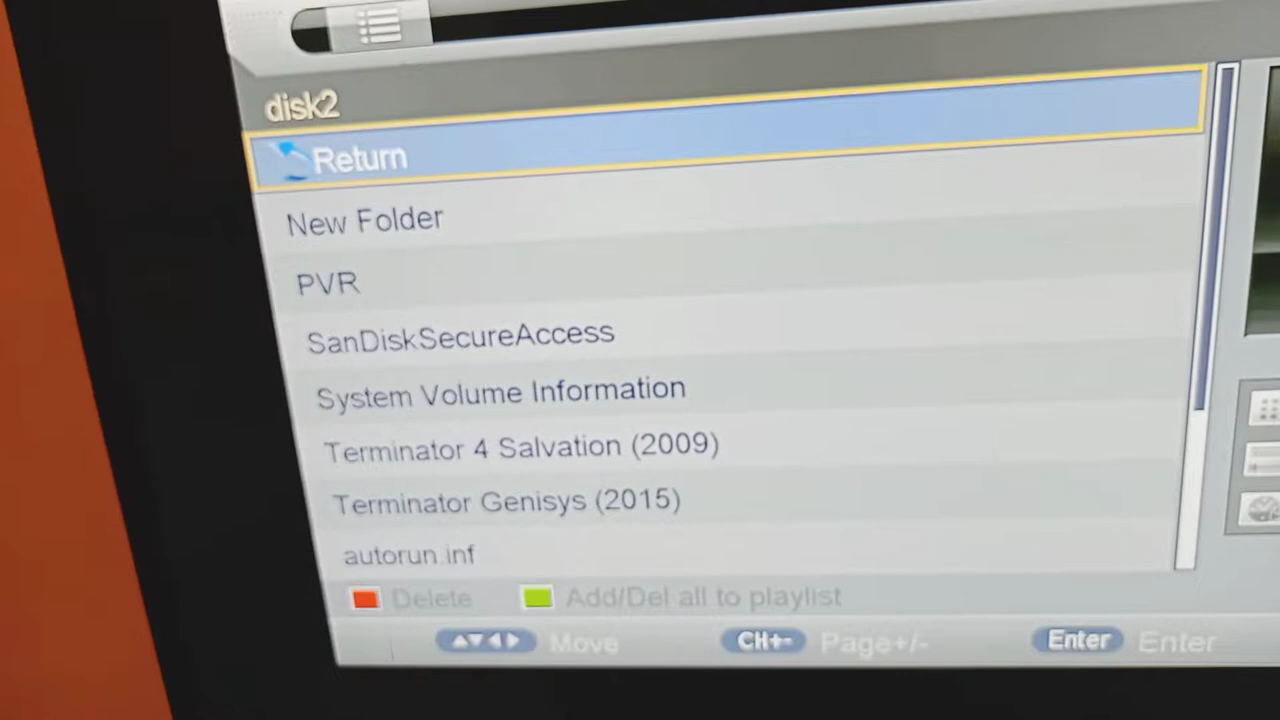 disk2
Return
New Folder
PVR
SanDiskSecureAccess
System Volume Information
Terminator 4 Salvation (2009)
Terminator Genisys (2015)
autorun.inf
Delete Add/Del all to playlist
Move CH+- Page+/- Enter Enter